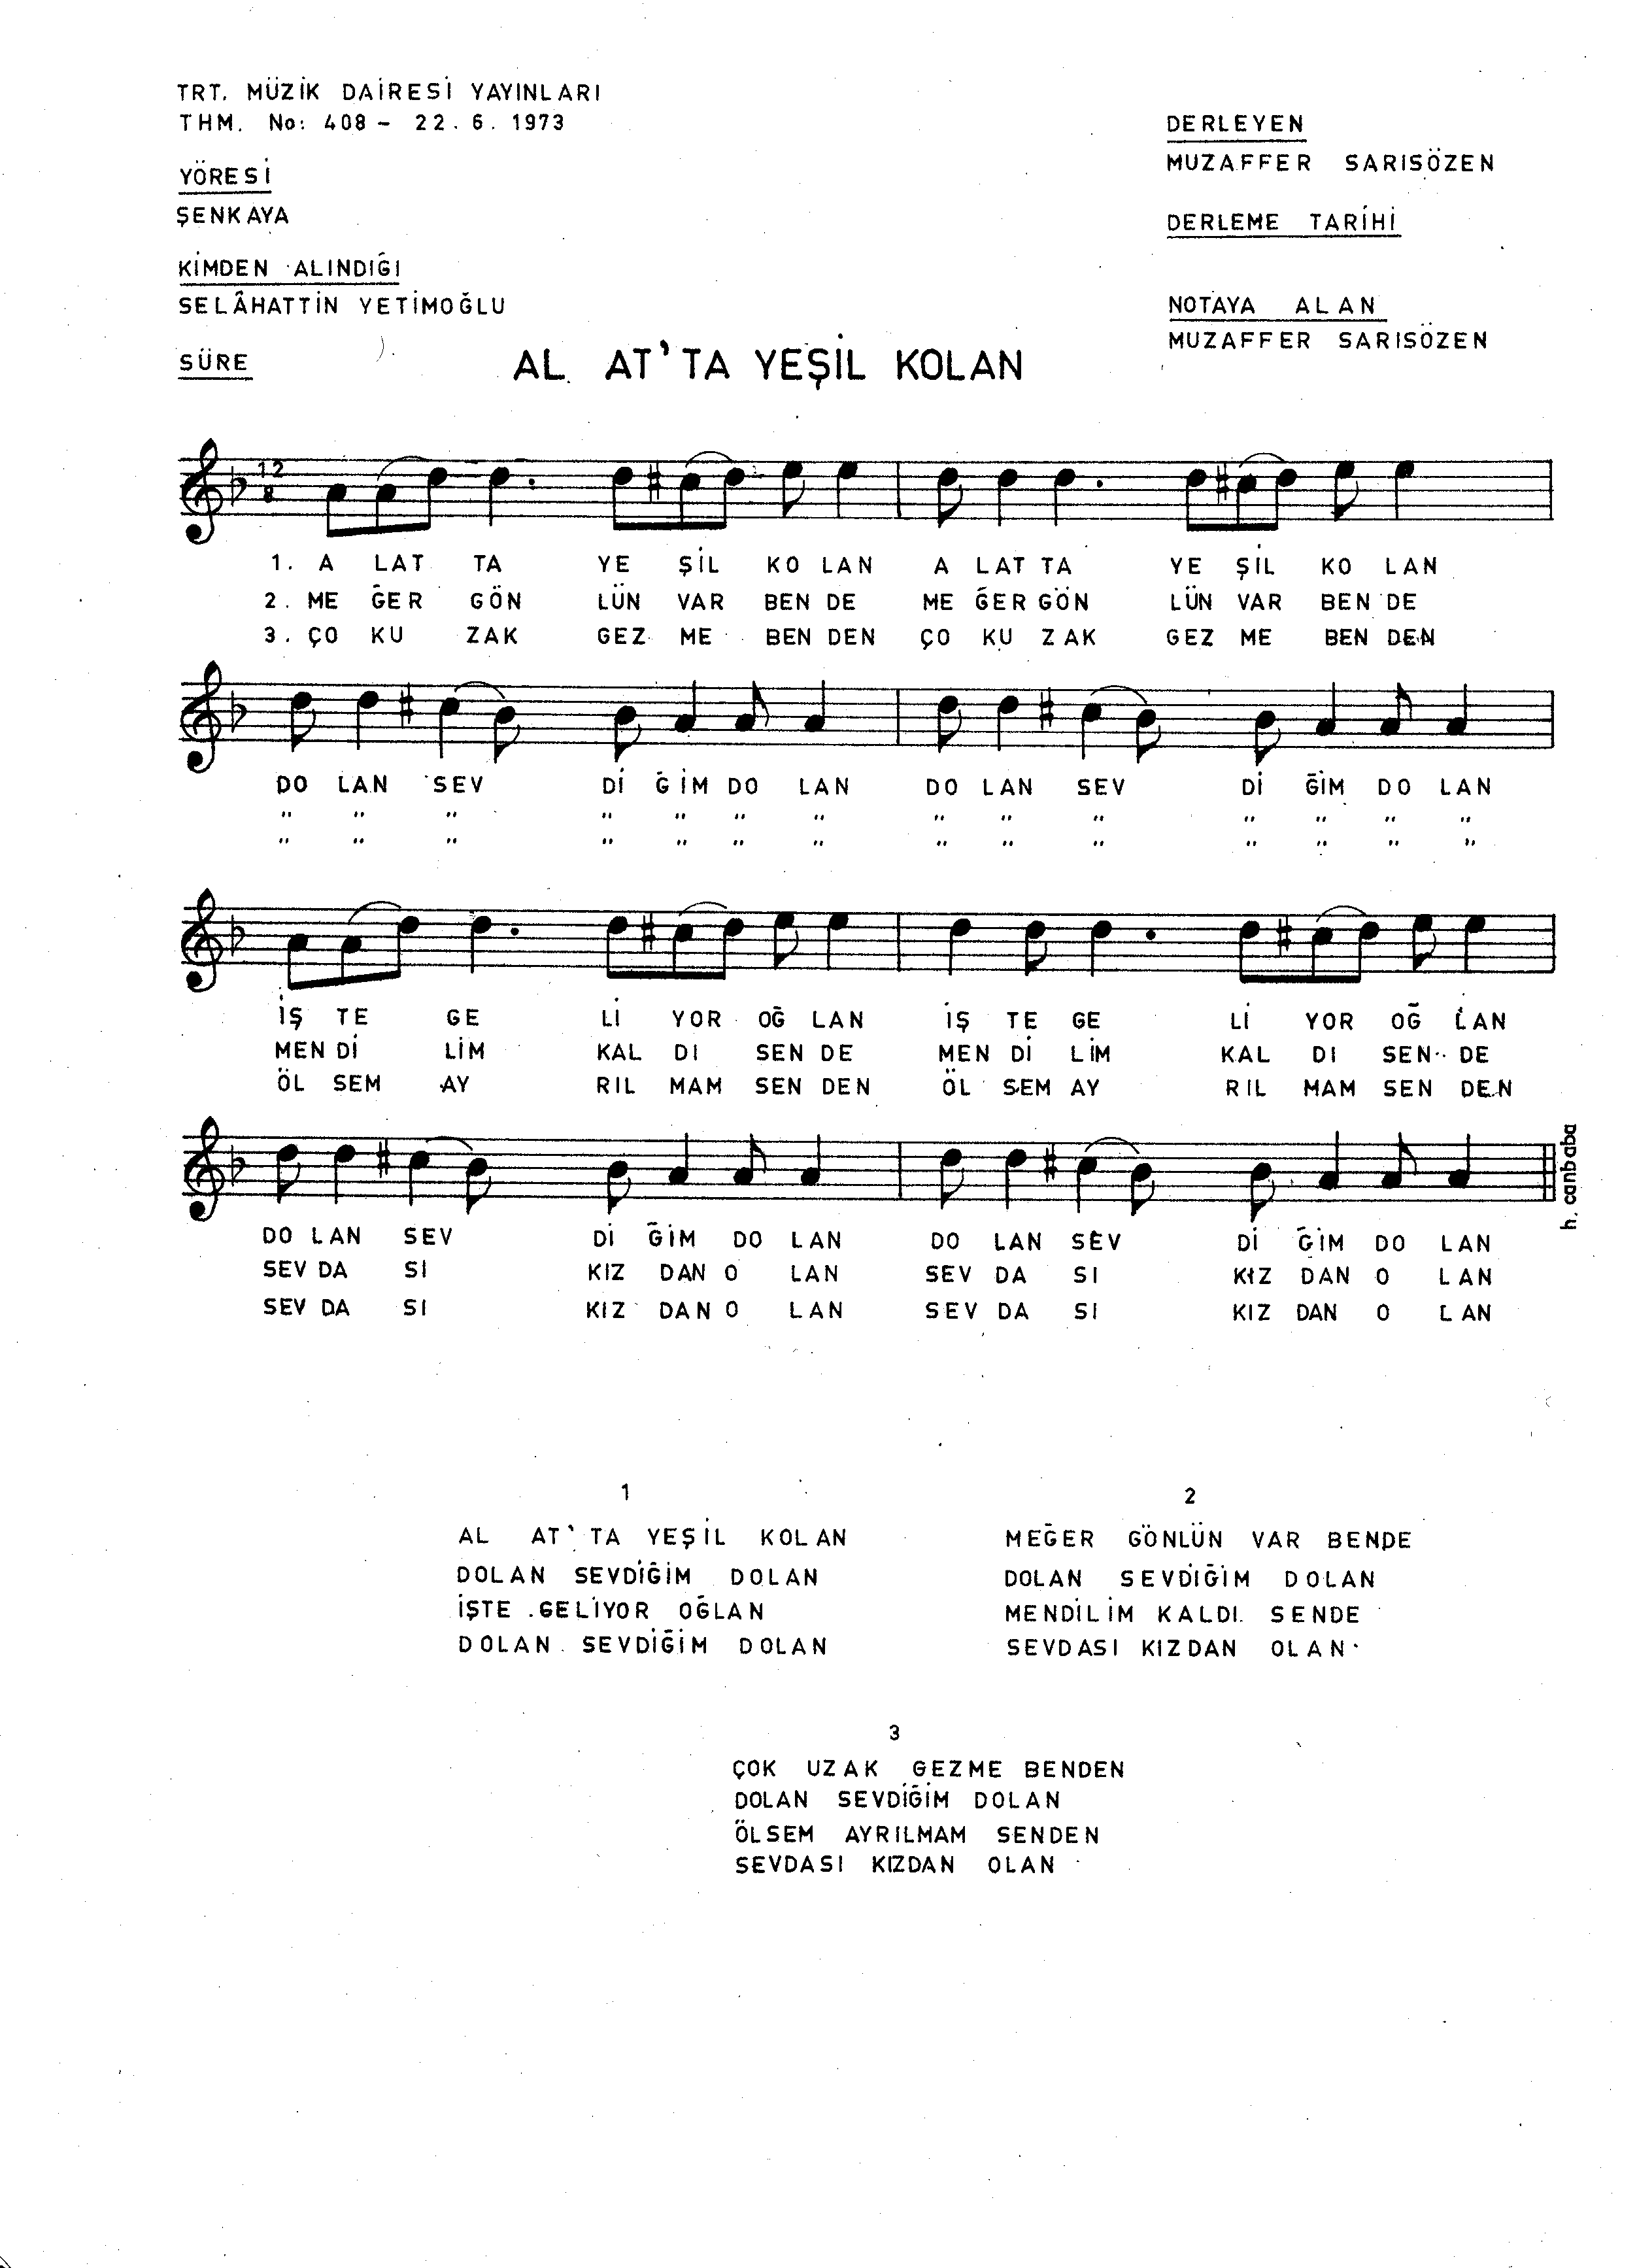 TRT. MÜZİK DAİRESİ YAYINLARI
THM. No: 408 - 22.6.1973
YÖRESİ
ŞENKAYA
KİMDEN ALINDIĞI
SELÂHATTİN YETİMOĞLU
SÜRE
DERLEYEN
MUZAFFER SARISÖZEN
DERLEME TARİHİ
NOTAYA ALAN
MUZAFFER SARISÖZEN
AL AT'TA YEŞİL KOLAN
12
8
1. A LAT TA YE ŞİL KO LAN A LAT TA YE ŞİL KO LAN
2. ME ĞER GÖN LÜN VAR BEN DE ME ĞER GÖN LÜN VAR BEN DE
3. ÇO KU ZAK GEZ ME BEN DEN ÇO KU ZAK GEZ ME BEN DEN
DO LAN SEV Dİ ĞİM DO LAN DO LAN SEV Dİ ĞİM DO LAN
" " " " " " " " " " " " " "
" " " " " " " " " " " " " "
İŞ TE GE Lİ YOR OĞ LAN İŞ TE GE Lİ YOR OĞ LAN
MEN Dİ LİM KAL DI SEN DE MEN Dİ LİM KAL DI SEN DE
ÖL SEM AY RIL MAM SEN DEN ÖL SEM AY RIL MAM SEN DEN
DO LAN SEV Dİ ĞİM DO LAN DO LAN SEV Dİ ĞİM DO LAN
SEV DA SI KIZ DAN O LAN SEV DA SI KIZ DAN O LAN
SEV DA SI KIZ DAN O LAN SEV DA SI KIZ DAN O LAN
h. canbaba
1
AL AT' TA YEŞİL KOLAN
DOLAN SEVDİĞİM DOLAN
İŞTE GELİYOR OĞLAN
DOLAN SEVDİĞİM DOLAN
2
MEĞER GÖNLÜN VAR BENDE
DOLAN SEVDİĞİM DOLAN
MENDİLİM KALDI SENDE
SEVDASI KIZDAN OLAN
3
ÇOK UZAK GEZME BENDEN
DOLAN SEVDİĞİM DOLAN
ÖLSEM AYRILMAM SENDEN
SEVDASI KIZDAN OLAN